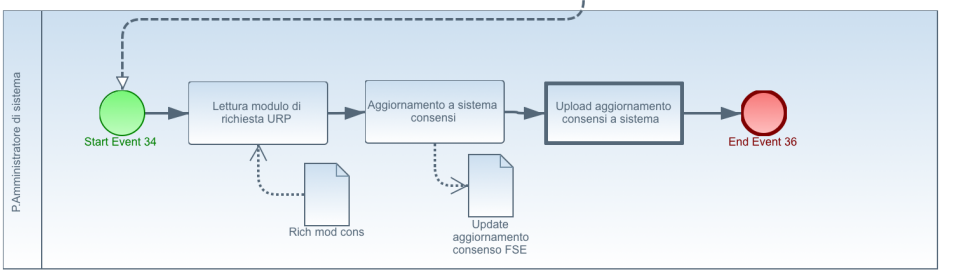 P.Amministratore di sistema
Start Event 34
Lettura modulo di
richiesta URP
Aggiornamento a sistema
consensi
Upload aggiornamento
consensi a sistema
End Event 36
Rich mod cons
Update
aggiornamento
consenso FSE